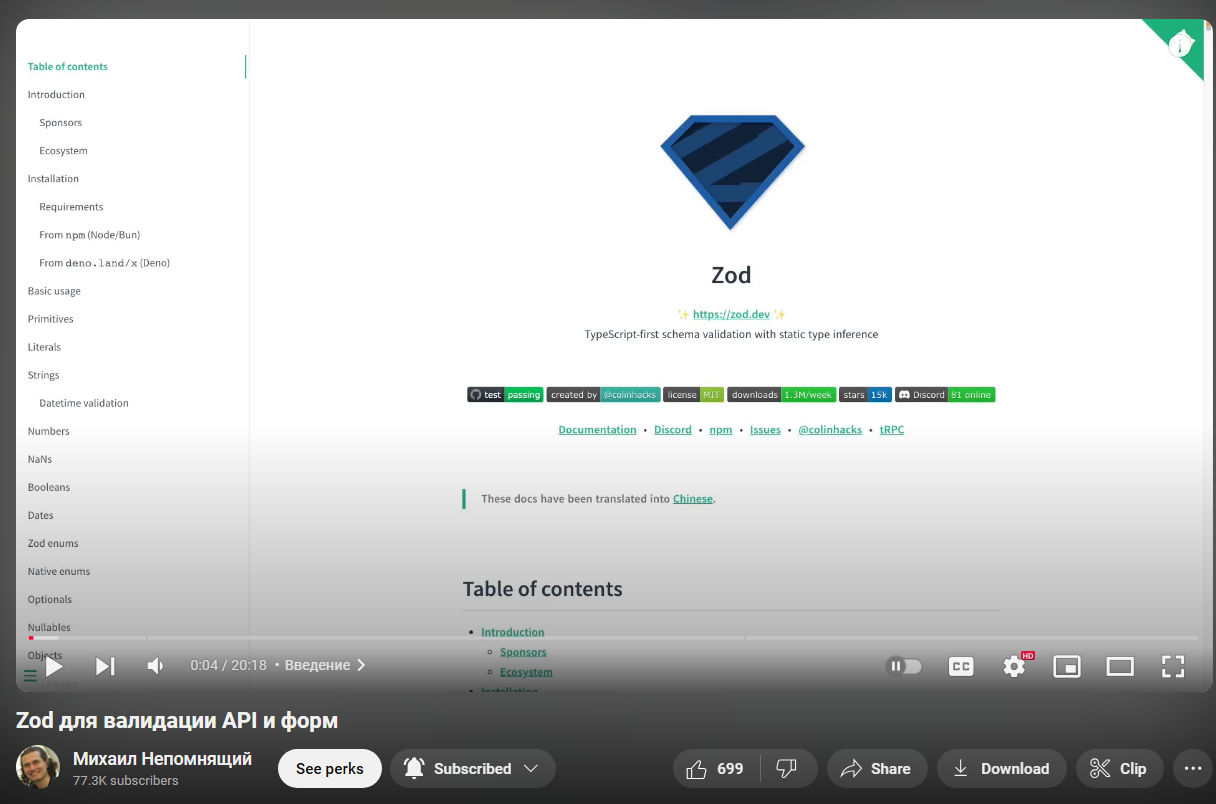 Table of contents
Introduction
Sponsors
Ecosystem
Installation
Requirements
From npm (Node/Bun)
From deno.land/x (Deno)
Basic usage
Primitives
Literals
Strings
Datetime validation
Numbers
NaNs
Booleans
Dates
Zod enums
Native enums
Optionals
Nullables
Objects
Zod
✨ https://zod.dev ✨
TypeScript-first schema validation with static type inference
test passing created by @colinhacks license MIT downloads 1.3M/week stars 15k Discord 81 online
Documentation • Discord • npm • Issues • @colinhacks • tRPC
These docs have been translated into Chinese.
Table of contents
• Introduction
Sponsors
Ecosystem
Installation
0:04 / 20:18 • Введение
CC
HD
Zod для валидации API и форм
Михаил Непомнящий
77.3K subscribers
See perks
Subscribed
699
Share
Download
Clip